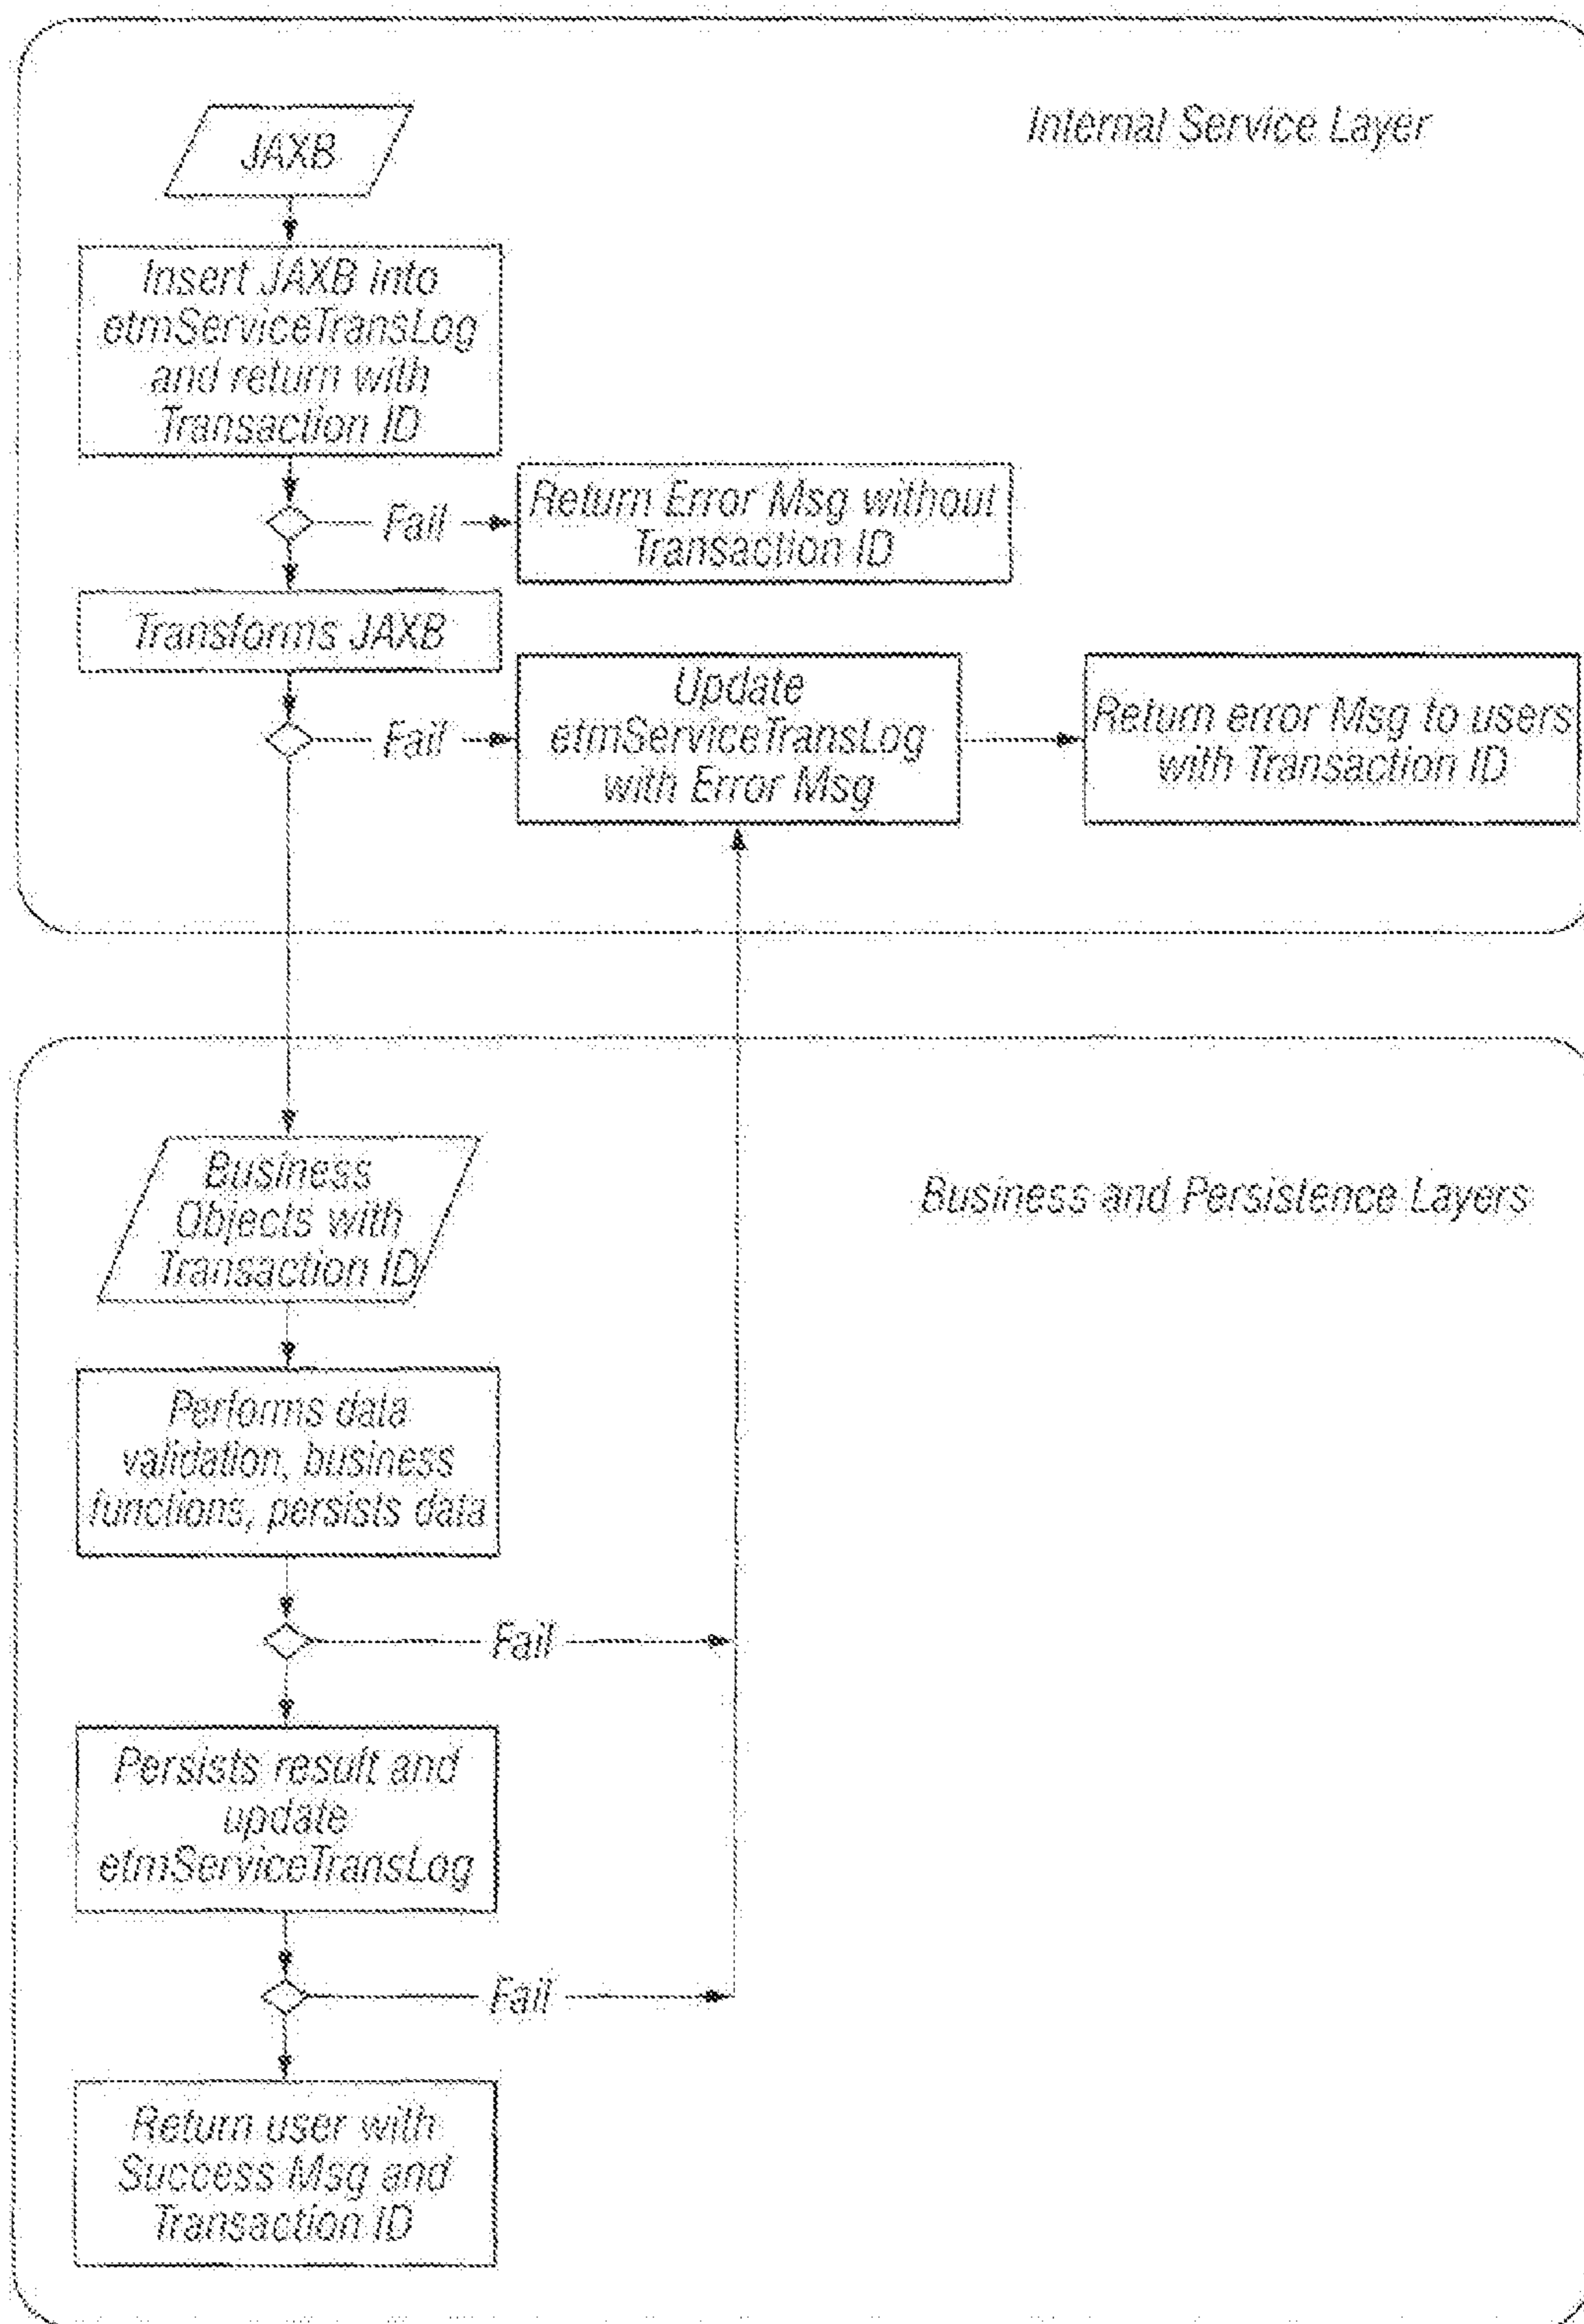 Internal Service Layer
JAXB
Insert JAXB into
etmServiceTransLog
and return with
Transaction ID
Fail
Return Error Msg without
Transaction ID
Transforms JAXB
Fail
Update
etmServiceTransLog
with Error Msg
Return error Msg to users
with Transaction ID
Business and Persistence Layers
Business
Objects with
Transaction ID
Performs data
validation, business
functions, persists data
Fail
Persists result and
update
etmServiceTransLog
Fail
Return user with
Success Msg and
Transaction ID